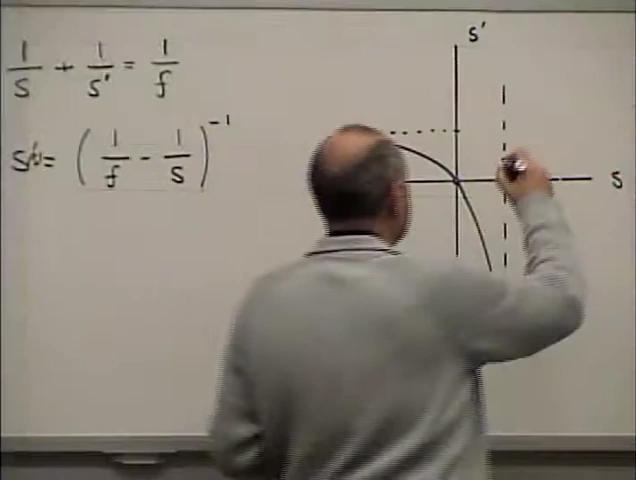 1/s + 1/s' = 1/f
s' = (1/f - 1/s)^-1
s'
s